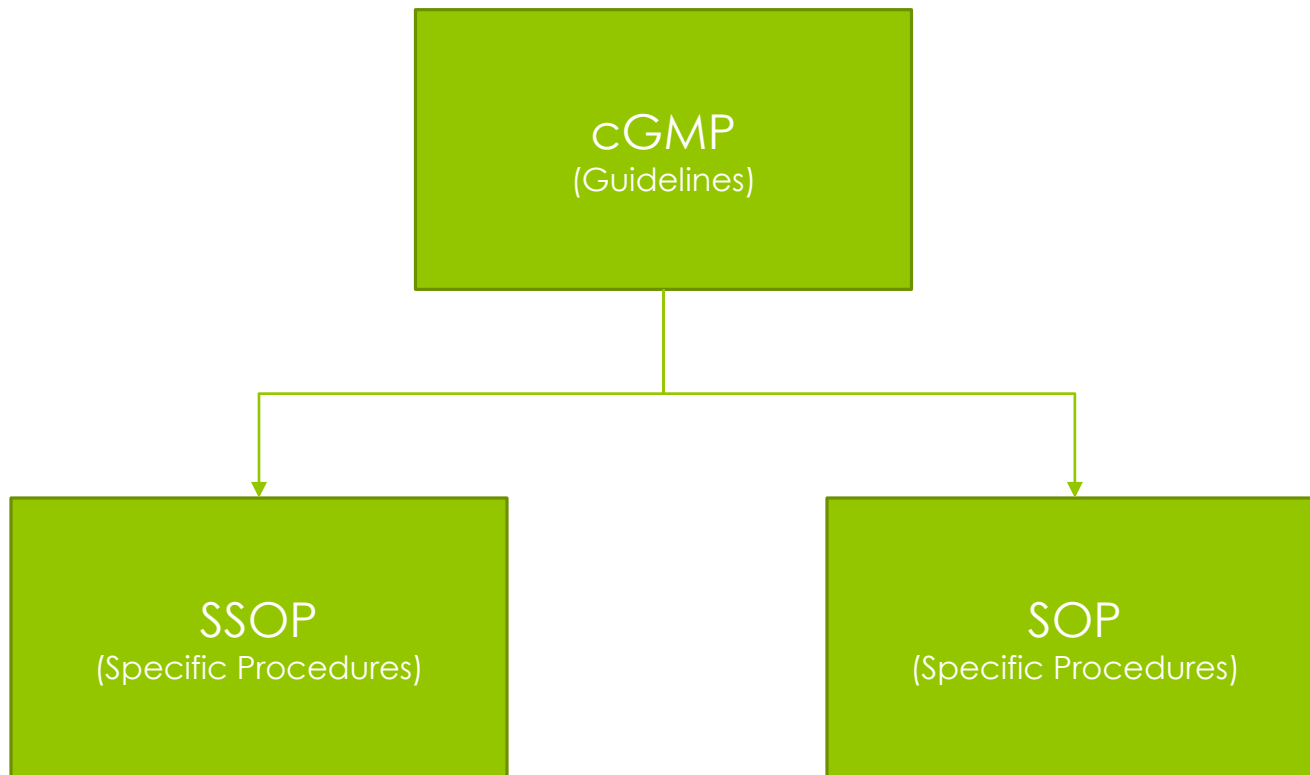 cGMP
(Guidelines)
SSOP
(Specific Procedures)
SOP
(Specific Procedures)